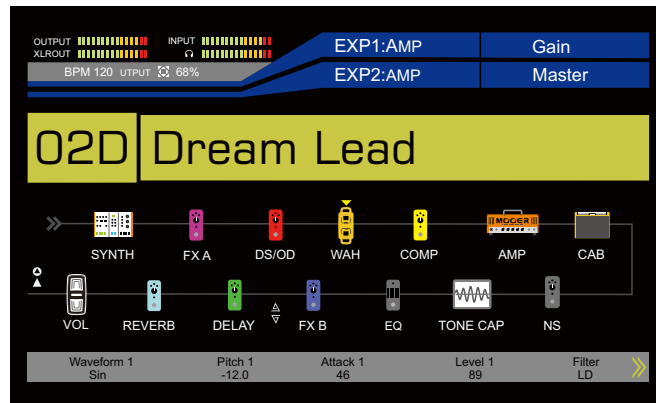 OUTPUT INPUT
XLROUT
BPM 120 UTPUT 68%
EXP1:AMP Gain
EXP2:AMP Master
02D Dream Lead
MOOER
SYNTH FX A DS/OD WAH COMP AMP CAB
VOL REVERB DELAY FX B EQ TONE CAP NS
Waveform 1 Pitch 1 Attack 1 Level 1 Filter
Sin -12.0 46 89 LD